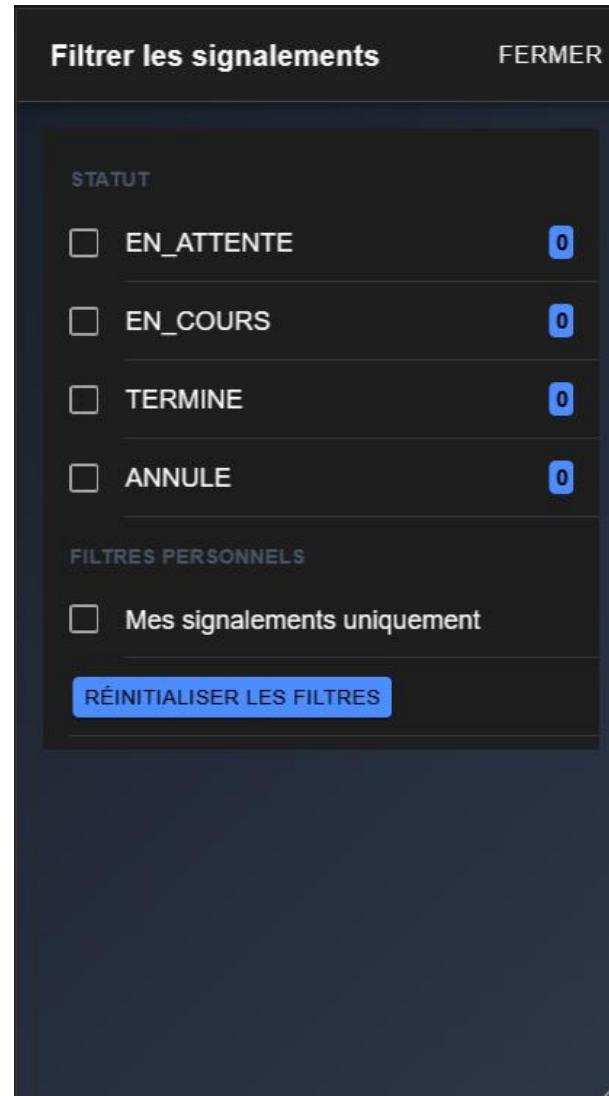 Filtrer les signalements FERMER
STATUT
EN_ATTENTE 0
EN_COURS 0
TERMINE 0
ANNULE 0
FILTRES PERSONNELS
Mes signalements uniquement
RÉINITIALISER LES FILTRES